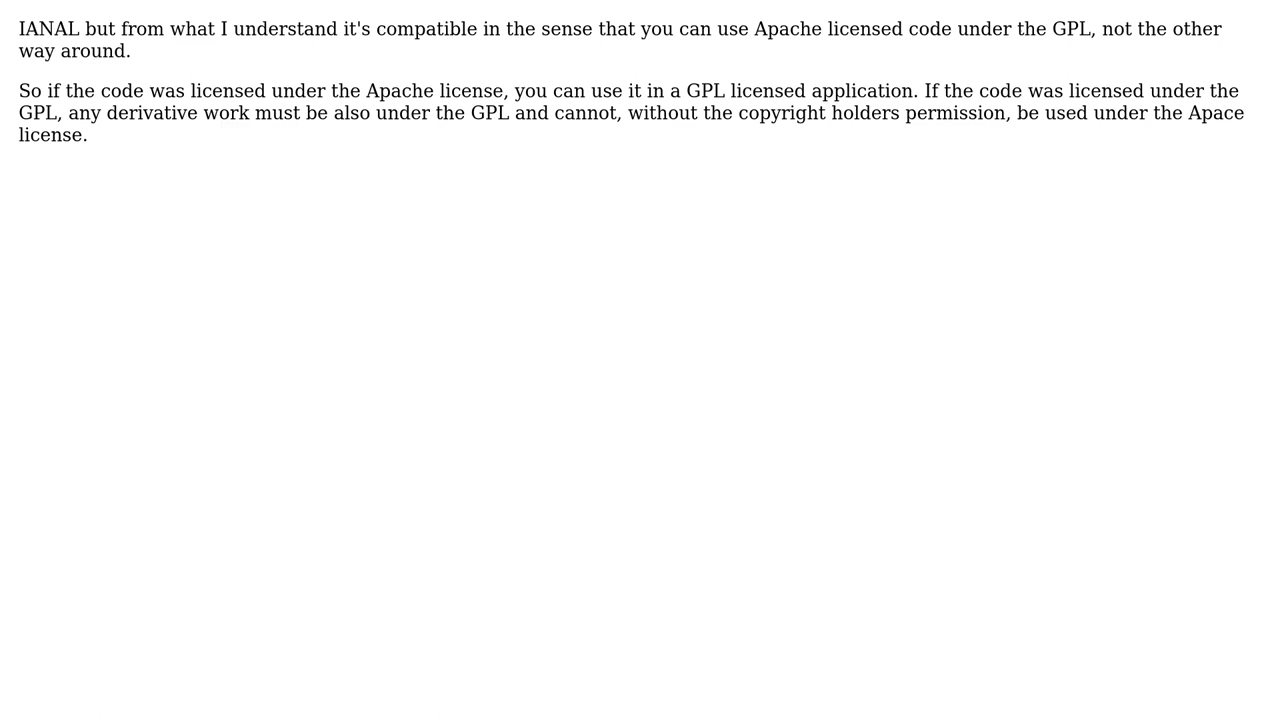 IANAL but from what I understand it's compatible in the sense that you can use Apache licensed code under the GPL, not the other
way around.
So if the code was licensed under the Apache license, you can use it in a GPL licensed application. If the code was licensed under the
GPL, any derivative work must be also under the GPL and cannot, without the copyright holders permission, be used under the Apace
license.